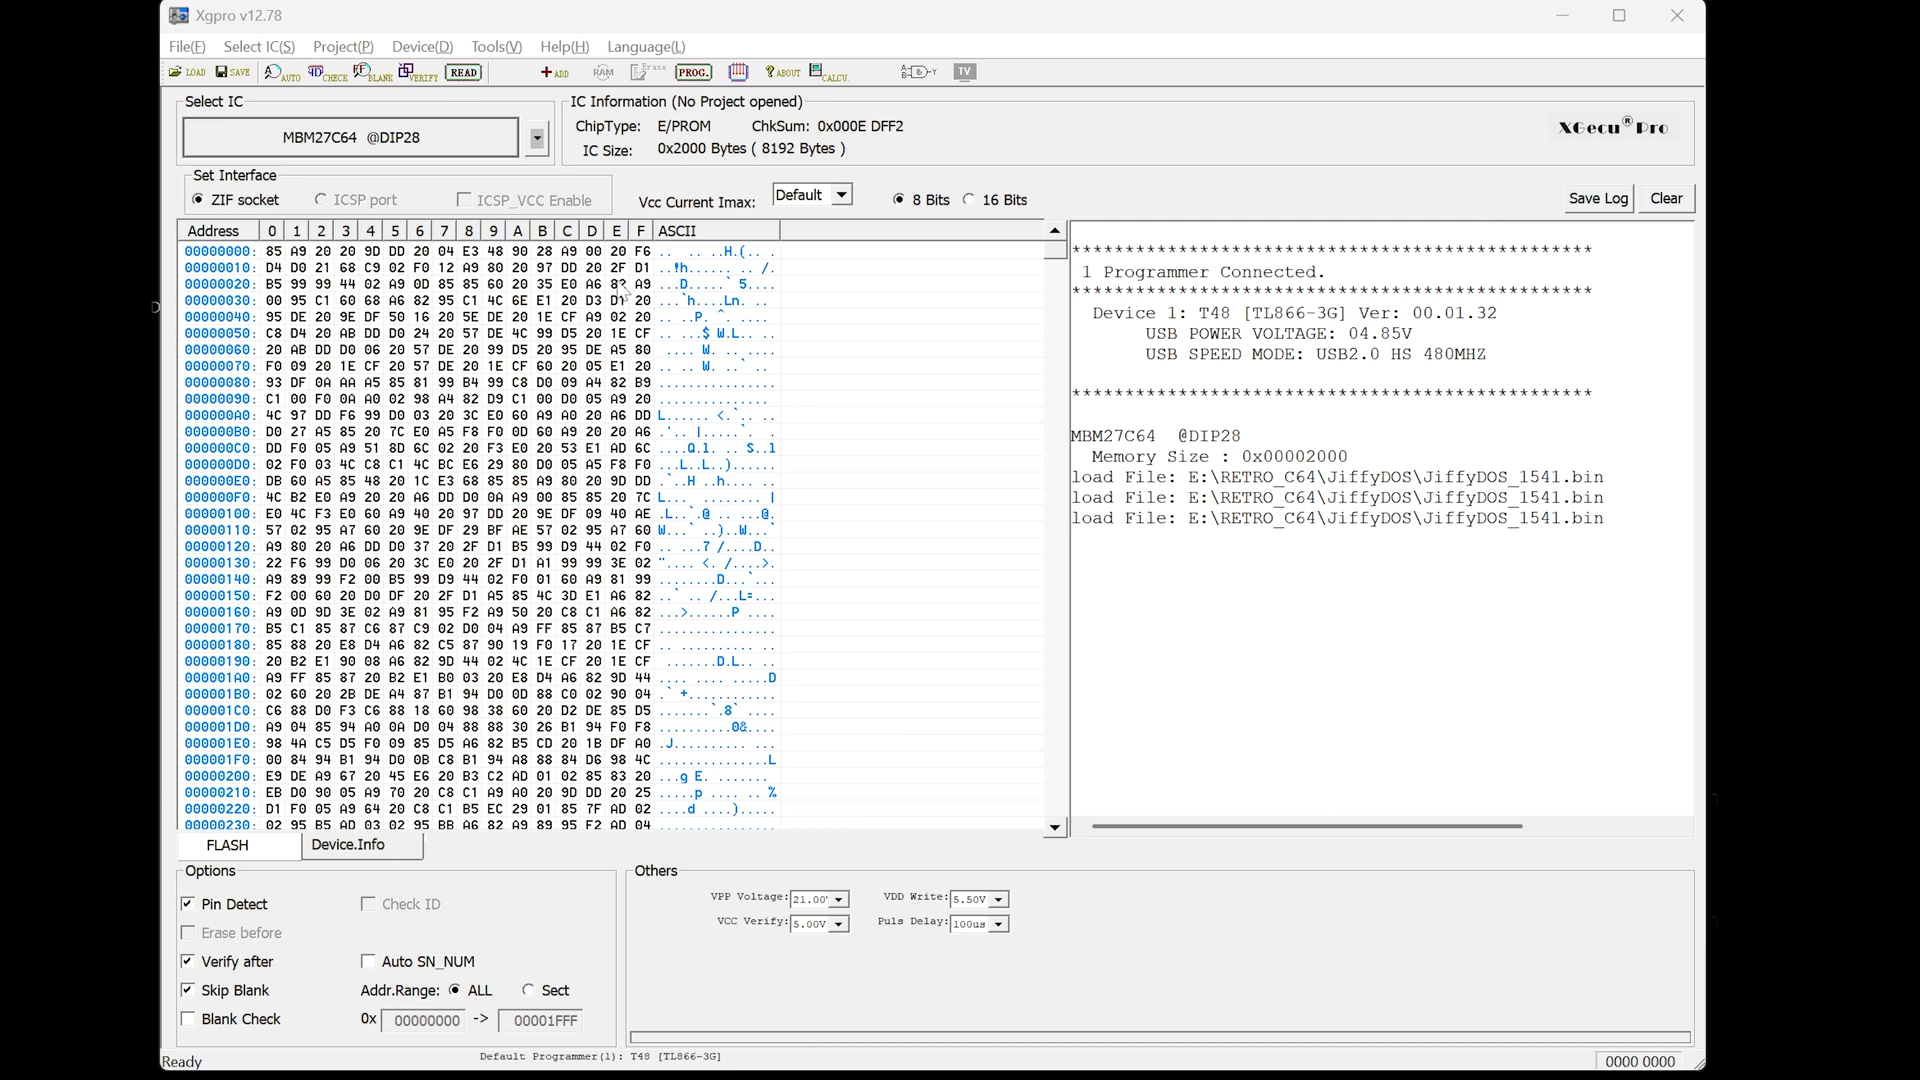 Xgpro v12.78
File(F) Select IC(S) Project(P) Device(D) Tools(V) Help(H) Language(L)
LOAD SAVE AUTO CHECK BLANK VERIFY READ ADD RAM Erase PROG. ABOUT CALCU. TV
Select IC
MBM27C64 @DIP28
IC Information (No Project opened)
ChipType: E/PROM ChkSum: 0x000E DFF2
IC Size: 0x2000 Bytes ( 8192 Bytes )
XGecu® Pro
Set Interface
ZIF socket ICSP port ICSP_VCC Enable
Vcc Current Imax: Default 8 Bits 16 Bits
Save Log Clear
Address 0 1 2 3 4 5 6 7 8 9 A B C D E F ASCII
00000000: 85 A9 20 20 9D DD 20 04 E3 48 90 28 A9 00 20 F6 .. .. ..H.(.. .
00000010: D4 D0 21 68 C9 02 F0 12 A9 80 20 97 DD 20 2F D1 ..!h...... .. /.
00000020: B5 99 99 44 02 A9 0D 85 85 60 20 35 E0 A6 82 A9 ...D.....` 5....
00000030: 00 95 C1 60 68 A6 82 95 C1 4C 6E E1 20 D3 D1 20 ...`h....Ln. ..
00000040: 95 DE 20 9E DF 50 16 20 5E DE 20 1E CF A9 02 20 .. ..P. ^. ....
00000050: C8 D4 20 AB DD D0 24 20 57 DE 4C 99 D5 20 1E CF .. ...$ W.L.. ..
00000060: 20 AB DD D0 06 20 57 DE 20 99 D5 20 95 DE A5 80 .... W. .. ....
00000070: F0 09 20 1E CF 20 57 DE 20 1E CF 60 20 05 E1 20 .. .. W. ..` ..
00000080: 93 DF 0A AA A5 85 81 99 B4 99 C8 D0 09 A4 82 B9 ................
00000090: C1 00 F0 0A A0 02 98 A4 82 D9 C1 00 D0 05 A9 20 ...............
000000A0: 4C 97 DD F6 99 D0 03 20 3C E0 60 A9 A0 20 A6 DD L...... <.`.. ..
000000B0: D0 27 A5 85 20 7C E0 A5 F8 F0 0D 60 A9 20 20 A6 .'.. |.....`.  .
000000C0: DD F0 05 A9 51 8D 6C 02 20 F3 E0 20 53 E1 AD 6C ....Q.l. .. S..l
000000D0: 02 F0 03 4C C8 C1 4C BC E6 29 80 D0 05 A5 F8 F0 ...L..L..)......
000000E0: DB 60 A5 85 48 20 1C E3 68 85 85 A9 80 20 9D DD .`..H ..h.... ..
000000F0: 4C B2 E0 A9 20 20 A6 DD D0 0A A9 00 85 85 20 7C L...  ........ |
00000100: E0 4C F3 E0 60 A9 40 20 97 DD 20 9E DF 09 40 AE .L..`.@ .. ...@.
00000110: 57 02 95 A7 60 20 9E DF 29 BF AE 57 02 95 A7 60 W...` ..)..W...`
00000120: A9 80 20 A6 DD D0 37 20 2F D1 B5 99 D9 44 02 F0 .. ...7 /....D..
00000130: 22 F6 99 D0 06 20 3C E0 20 2F D1 A1 99 99 3E 02 ".... <. /....>.
00000140: A9 89 99 F2 00 B5 99 D9 44 02 F0 01 60 A9 81 99 ........D...`...
00000150: F2 00 60 20 D0 DF 20 2F D1 A5 85 4C 3D E1 A6 82 ..` .. /...L=...
00000160: A9 0D 9D 3E 02 A9 81 95 F2 A9 50 20 C8 C1 A6 82 ...>......P ....
00000170: B5 C1 85 87 C6 87 C9 02 D0 04 A9 FF 85 87 B5 C7 ................
00000180: 85 88 20 E8 D4 A6 82 C5 87 90 19 F0 17 20 1E CF .. .......... ..
00000190: 20 B2 E1 90 08 A6 82 9D 44 02 4C 1E CF 20 1E CF .......D.L.. ..
000001A0: A9 FF 85 87 20 B2 E1 B0 03 20 E8 D4 A6 82 9D 44 .... .... .....D
000001B0: 02 60 20 2B DE A4 87 B1 94 D0 0D 88 C0 02 90 04 .` +............
000001C0: C6 88 D0 F3 C6 88 18 60 98 38 60 20 D2 DE 85 D5 .......`.8` ....
000001D0: A9 04 85 94 A0 0A D0 04 88 88 30 26 B1 94 F0 F8 ..........0&....
000001E0: 98 4A C5 D5 F0 09 85 D5 A6 82 B5 CD 20 1B DF A0 .J.......... ...
000001F0: 00 84 94 B1 94 D0 0B C8 B1 94 A8 88 84 D6 98 4C ...............L
00000200: E9 DE A9 67 20 45 E6 20 B3 C2 AD 01 02 85 83 20 ...g E. .......
00000210: EB D0 90 05 A9 70 20 C8 C1 A9 A0 20 9D DD 20 25 .....p .... .. %
00000220: D1 F0 05 A9 64 20 C8 C1 B5 EC 29 01 85 7F AD 02 ....d ....).....
00000230: 02 95 B5 AD 03 02 95 BB A6 82 A9 89 95 F2 AD 04 ................
************************************************
1 Programmer Connected.
************************************************
Device 1: T48 [TL866-3G] Ver: 00.01.32
USB POWER VOLTAGE: 04.85V
USB SPEED MODE: USB2.0 HS 480MHZ
************************************************
MBM27C64 @DIP28
Memory Size : 0x00002000
load File: E:\RETRO_C64\JiffyDOS\JiffyDOS_1541.bin
load File: E:\RETRO_C64\JiffyDOS\JiffyDOS_1541.bin
load File: E:\RETRO_C64\JiffyDOS\JiffyDOS_1541.bin
FLASH Device.Info
Options
Pin Detect Check ID
Erase before
Verify after Auto SN_NUM
Skip Blank Addr.Range: ALL Sect
Blank Check 0x 00000000 -> 00001FFF
Others
VPP Voltage: 21.00V VDD Write: 5.50V
VCC Verify: 5.00V Puls Delay: 100us
Ready Default Programmer(1): T48 [TL866-3G] 0000 0000